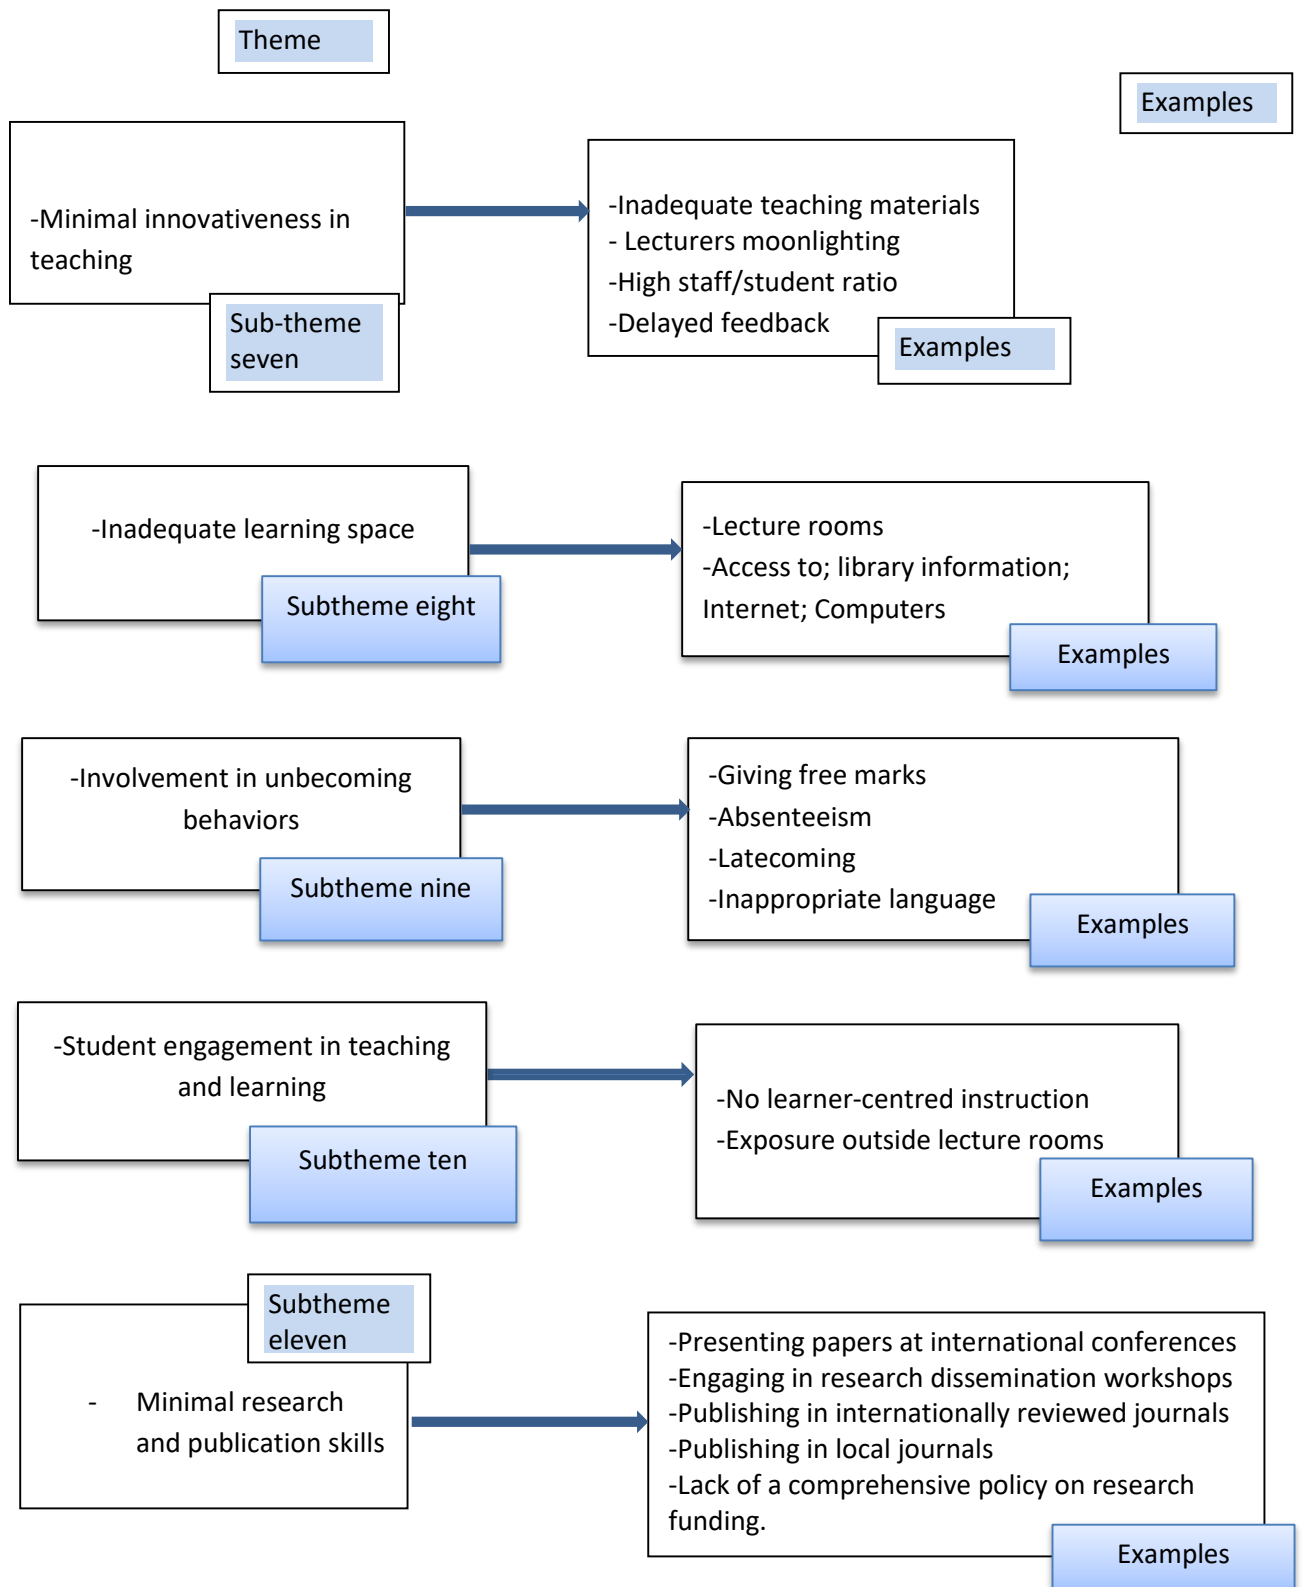 Theme
Examples
-Minimal innovativeness in
teaching
Sub-theme
seven
-Inadequate teaching materials
- Lecturers moonlighting
-High staff/student ratio
-Delayed feedback
Examples
-Inadequate learning space
Subtheme eight
-Lecture rooms
-Access to; library information;
Internet; Computers
Examples
-Involvement in unbecoming
behaviors
Subtheme nine
-Giving free marks
-Absenteeism
-Latecoming
-Inappropriate language
Examples
-Student engagement in teaching
and learning
Subtheme ten
-No learner-centred instruction
-Exposure outside lecture rooms
Examples
Subtheme
eleven
- Minimal research
and publication skills
-Presenting papers at international conferences
-Engaging in research dissemination workshops
-Publishing in internationally reviewed journals
-Publishing in local journals
-Lack of a comprehensive policy on research
funding.
Examples